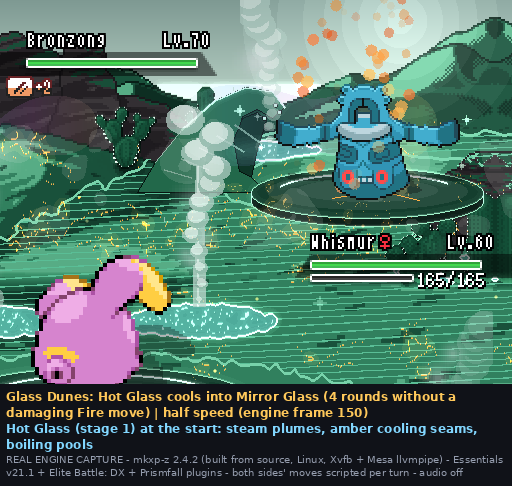 Bronzong Lv.70
+2
Whismur♀ Lv.60
165/165
Glass Dunes: Hot Glass cools into Mirror Glass (4 rounds without a
damaging Fire move) | half speed (engine frame 150)
Hot Glass (stage 1) at the start: steam plumes, amber cooling seams,
boiling pools
REAL ENGINE CAPTURE - mkxp-z 2.4.2 (built from source, Linux, Xvfb + Mesa llvmpipe) - Essentials
v21.1 + Elite Battle: DX + Prismfall plugins - both sides' moves scripted per turn - audio off